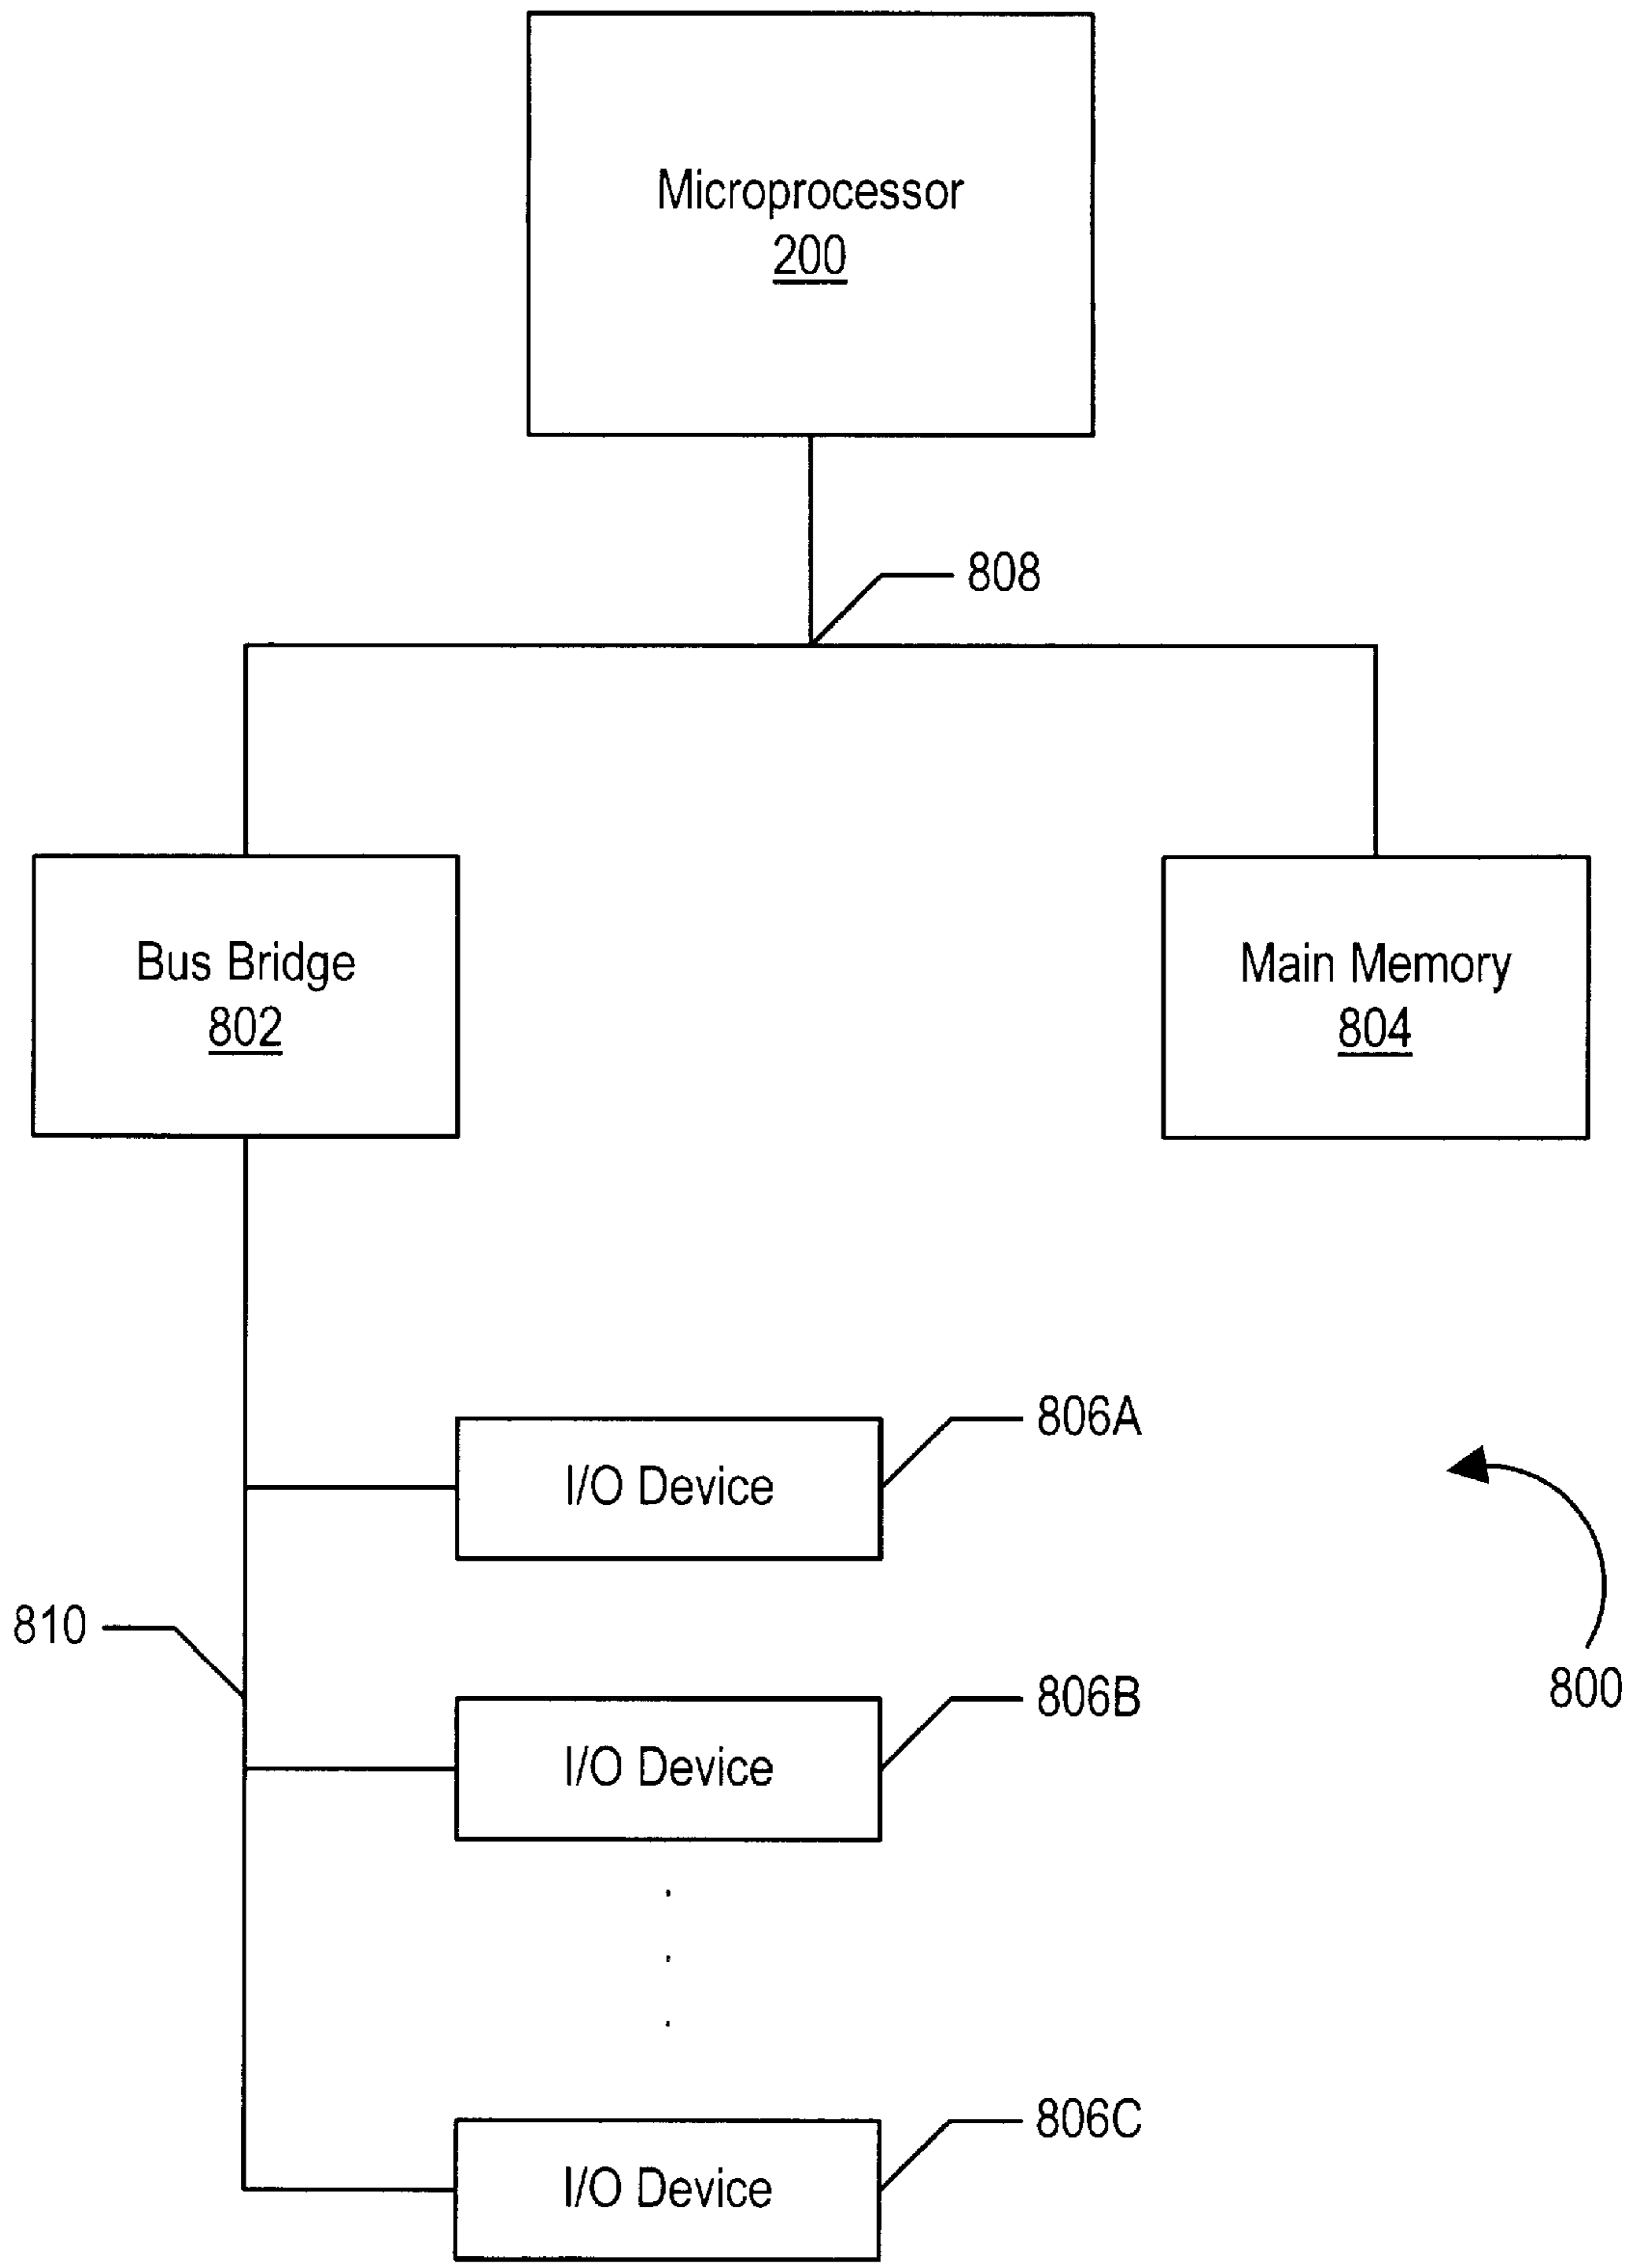 Microprocessor
200
808
Bus Bridge
802
Main Memory
804
806A
I/O Device
810
806B
I/O Device
800
806C
I/O Device